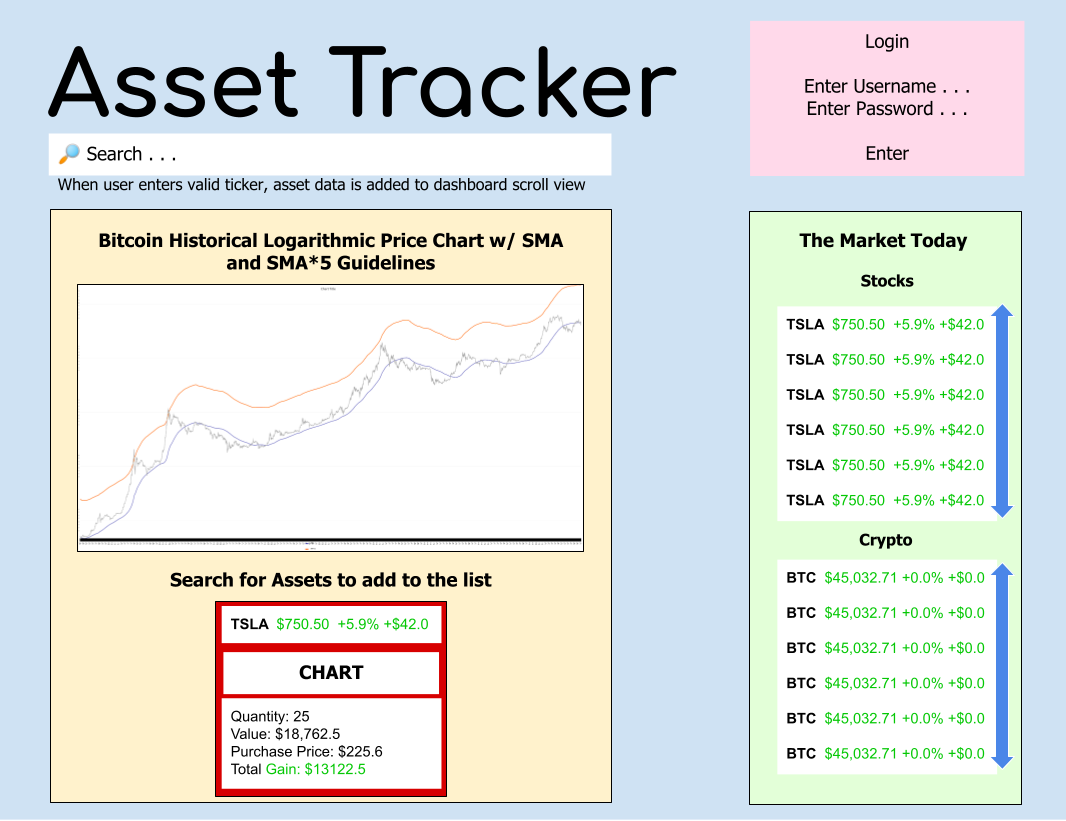 Asset Tracker
Login
Enter Username . . .
Enter Password . . .
Enter
Search . . .
When user enters valid ticker, asset data is added to dashboard scroll view
Bitcoin Historical Logarithmic Price Chart w/ SMA
and SMA*5 Guidelines
Search for Assets to add to the list
TSLA $750.50 +5.9% +$42.0
CHART
Quantity: 25
Value: $18,762.5
Purchase Price: $225.6
Total Gain: $13122.5
The Market Today
Stocks
TSLA $750.50 +5.9% +$42.0
TSLA $750.50 +5.9% +$42.0
TSLA $750.50 +5.9% +$42.0
TSLA $750.50 +5.9% +$42.0
TSLA $750.50 +5.9% +$42.0
TSLA $750.50 +5.9% +$42.0
Crypto
BTC $45,032.71 +0.0% +$0.0
BTC $45,032.71 +0.0% +$0.0
BTC $45,032.71 +0.0% +$0.0
BTC $45,032.71 +0.0% +$0.0
BTC $45,032.71 +0.0% +$0.0
BTC $45,032.71 +0.0% +$0.0